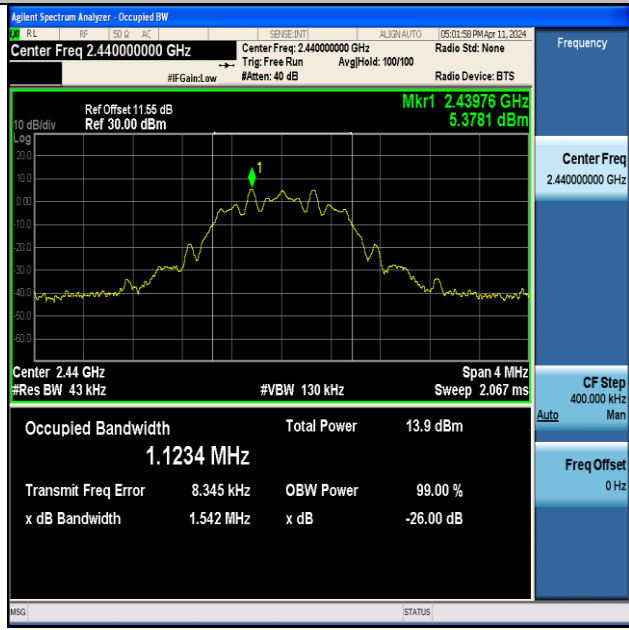 Agilent Spectrum Analyzer - Occupied BW
RL RF 50 Ω AC SENSE:INT ALIGN AUTO 05:01:58 PM Apr 11, 2024
Center Freq 2.440000000 GHz
Center Freq: 2.440000000 GHz
Radio Std: None
Trig: Free Run Avg|Hold: 100/100
#IFGain:Low #Atten: 40 dB Radio Device: BTS
Frequency
Mkr1 2.43976 GHz
5.3781 dBm
Ref Offset 11.55 dB
10 dB/div Ref 30.00 dBm
Log
20.0
10.0
0.00
-10.0
-20.0
-30.0
-40.0
-50.0
-60.0
1
Center 2.44 GHz Span 4 MHz
#Res BW 43 kHz #VBW 130 kHz Sweep 2.067 ms
Occupied Bandwidth Total Power 13.9 dBm
1.1234 MHz
Transmit Freq Error 8.345 kHz OBW Power 99.00 %
x dB Bandwidth 1.542 MHz x dB -26.00 dB
Center Freq
2.440000000 GHz
CF Step
400.000 kHz
Auto Man
Freq Offset
0 Hz
MSG STATUS